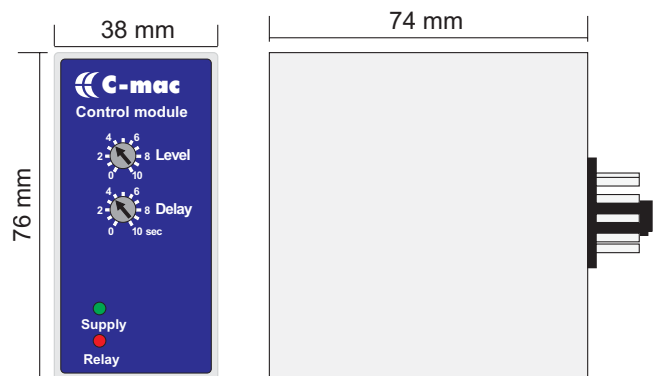 38 mm
74 mm
76 mm
C-mac
Control module
4 6
2 8 Level
0 10
4 6
2 8 Delay
0 10 sec
Supply
Relay